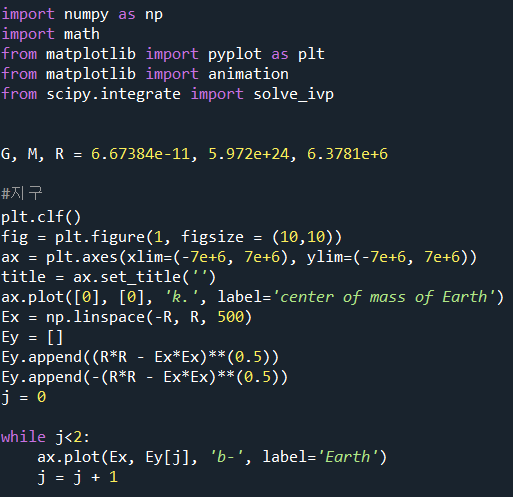 import numpy as np
import math
from matplotlib import pyplot as plt
from matplotlib import animation
from scipy.integrate import solve_ivp
G, M, R = 6.67384e-11, 5.972e+24, 6.3781e+6
#지구
plt.clf()
fig = plt.figure(1, figsize = (10,10))
ax = plt.axes(xlim=(-7e+6, 7e+6), ylim=(-7e+6, 7e+6))
title = ax.set_title('')
ax.plot([0], [0], 'k.', label='center of mass of Earth')
Ex = np.linspace(-R, R, 500)
Ey = []
Ey.append((R*R - Ex*Ex)**(0.5))
Ey.append(-(R*R - Ex*Ex)**(0.5))
j = 0
while j<2:
    ax.plot(Ex, Ey[j], 'b-', label='Earth')
    j = j + 1